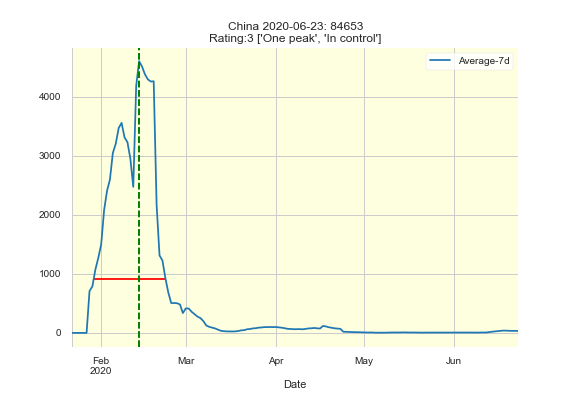 China 2020-06-23: 84653
Rating:3 ['One peak', 'In control']
Average-7d
4000
3000
2000
1000
0
Feb Mar Apr May Jun
2020
Date